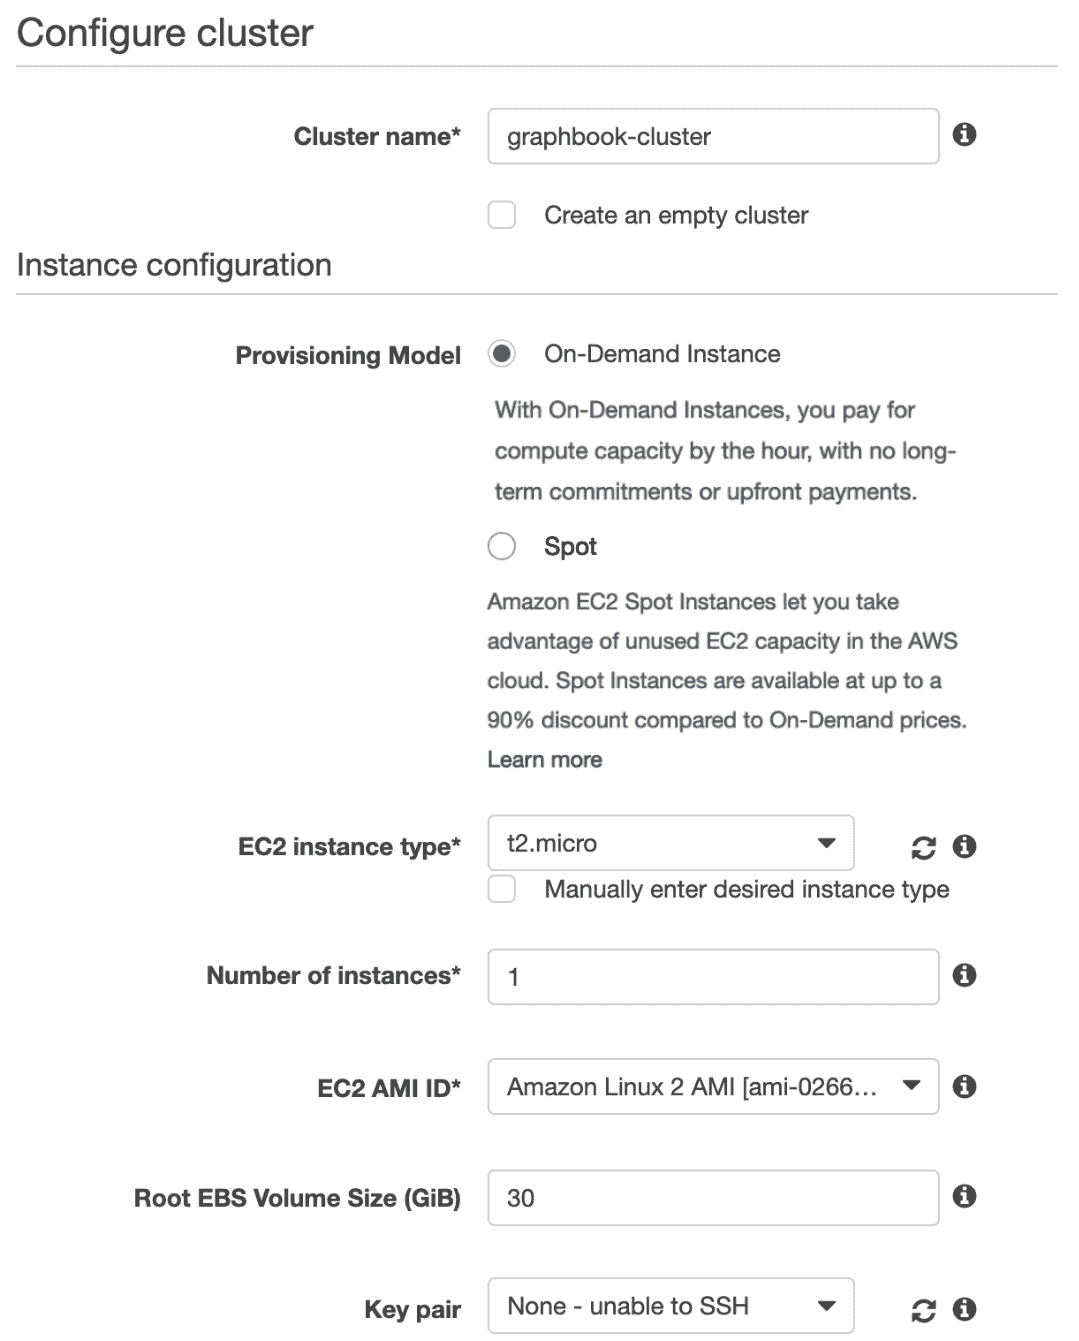 Configure cluster
Cluster name* graphbook-cluster
Create an empty cluster
Instance configuration
Provisioning Model On-Demand Instance
With On-Demand Instances, you pay for
compute capacity by the hour, with no long-
term commitments or upfront payments.
Spot
Amazon EC2 Spot Instances let you take
advantage of unused EC2 capacity in the AWS
cloud. Spot Instances are available at up to a
90% discount compared to On-Demand prices.
Learn more
EC2 instance type* t2.micro
Manually enter desired instance type
Number of instances* 1
EC2 AMI ID* Amazon Linux 2 AMI [ami-0266...
Root EBS Volume Size (GiB) 30
Key pair None - unable to SSH